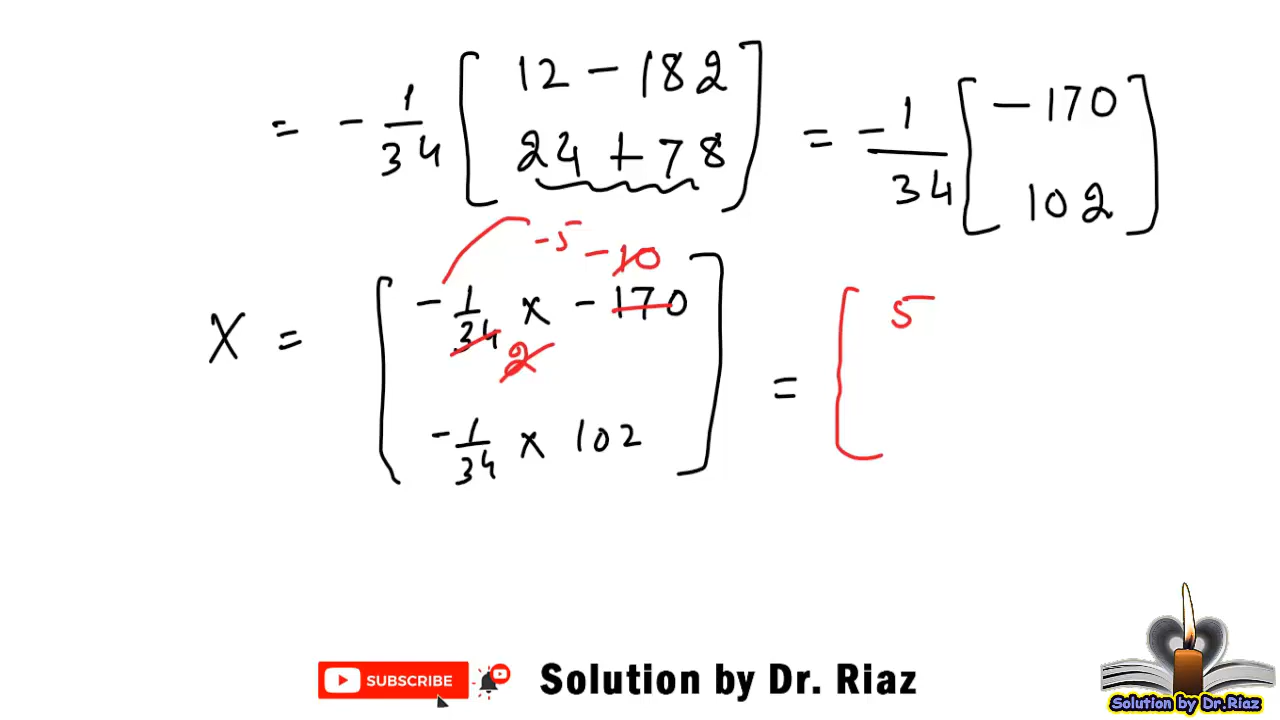 = - 1/34 [ 12 - 182 24 + 78 ] = - 1/34 [ - 170 102 ]
-5 -10
X = [ - 1/34 x - 170 2 - 1/34 x 102 ] = [ 5
SUBSCRIBE Solution by Dr. Riaz
Solution by Dr.Riaz